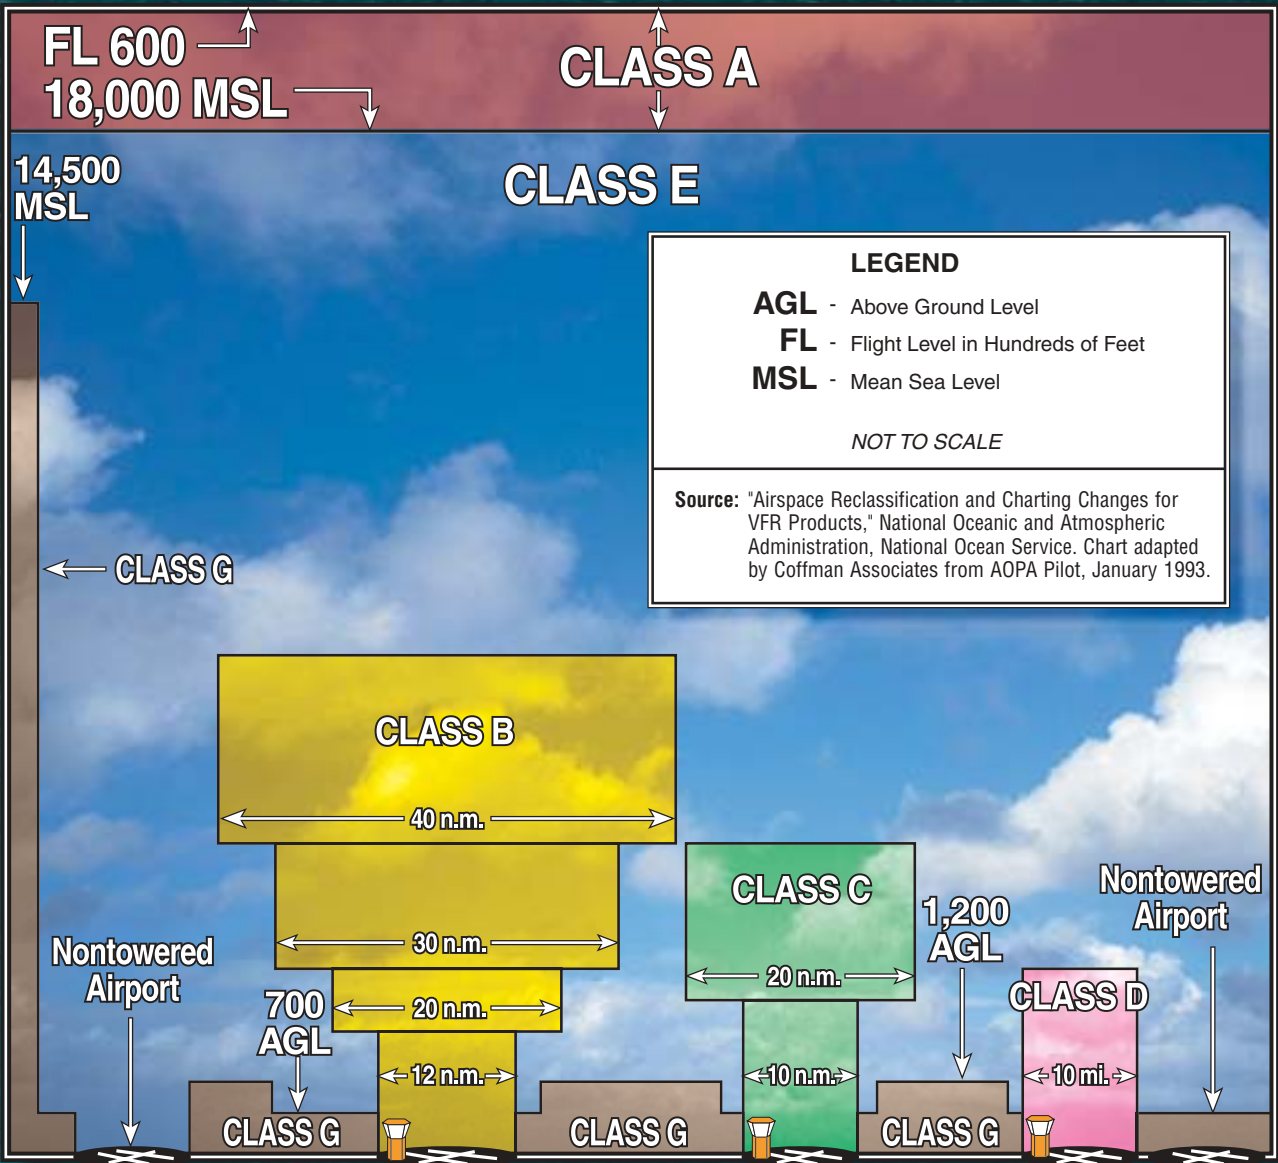 FL 600
18,000 MSL
CLASS A
14,500
MSL
CLASS E
LEGEND
AGL - Above Ground Level
FL - Flight Level in Hundreds of Feet
MSL - Mean Sea Level
NOT TO SCALE
Source: "Airspace Reclassification and Charting Changes for
VFR Products," National Oceanic and Atmospheric
Administration, National Ocean Service. Chart adapted
by Coffman Associates from AOPA Pilot, January 1993.
CLASS G
CLASS B
40 n.m.
30 n.m.
20 n.m.
12 n.m.
CLASS C
20 n.m.
10 n.m.
1,200
AGL
Nontowered
Airport
Nontowered
Airport
700
AGL
CLASS D
10 mi.
CLASS G
CLASS G
CLASS G